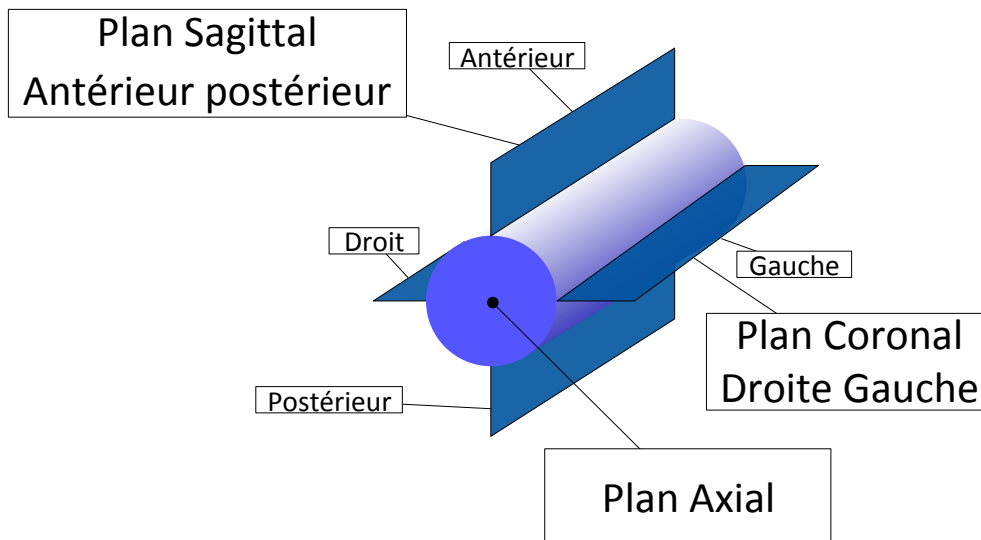 Plan Sagittal
Antérieur postérieur
Antérieur
Droit
Gauche
Plan Coronal
Droite Gauche
Postérieur
Plan Axial